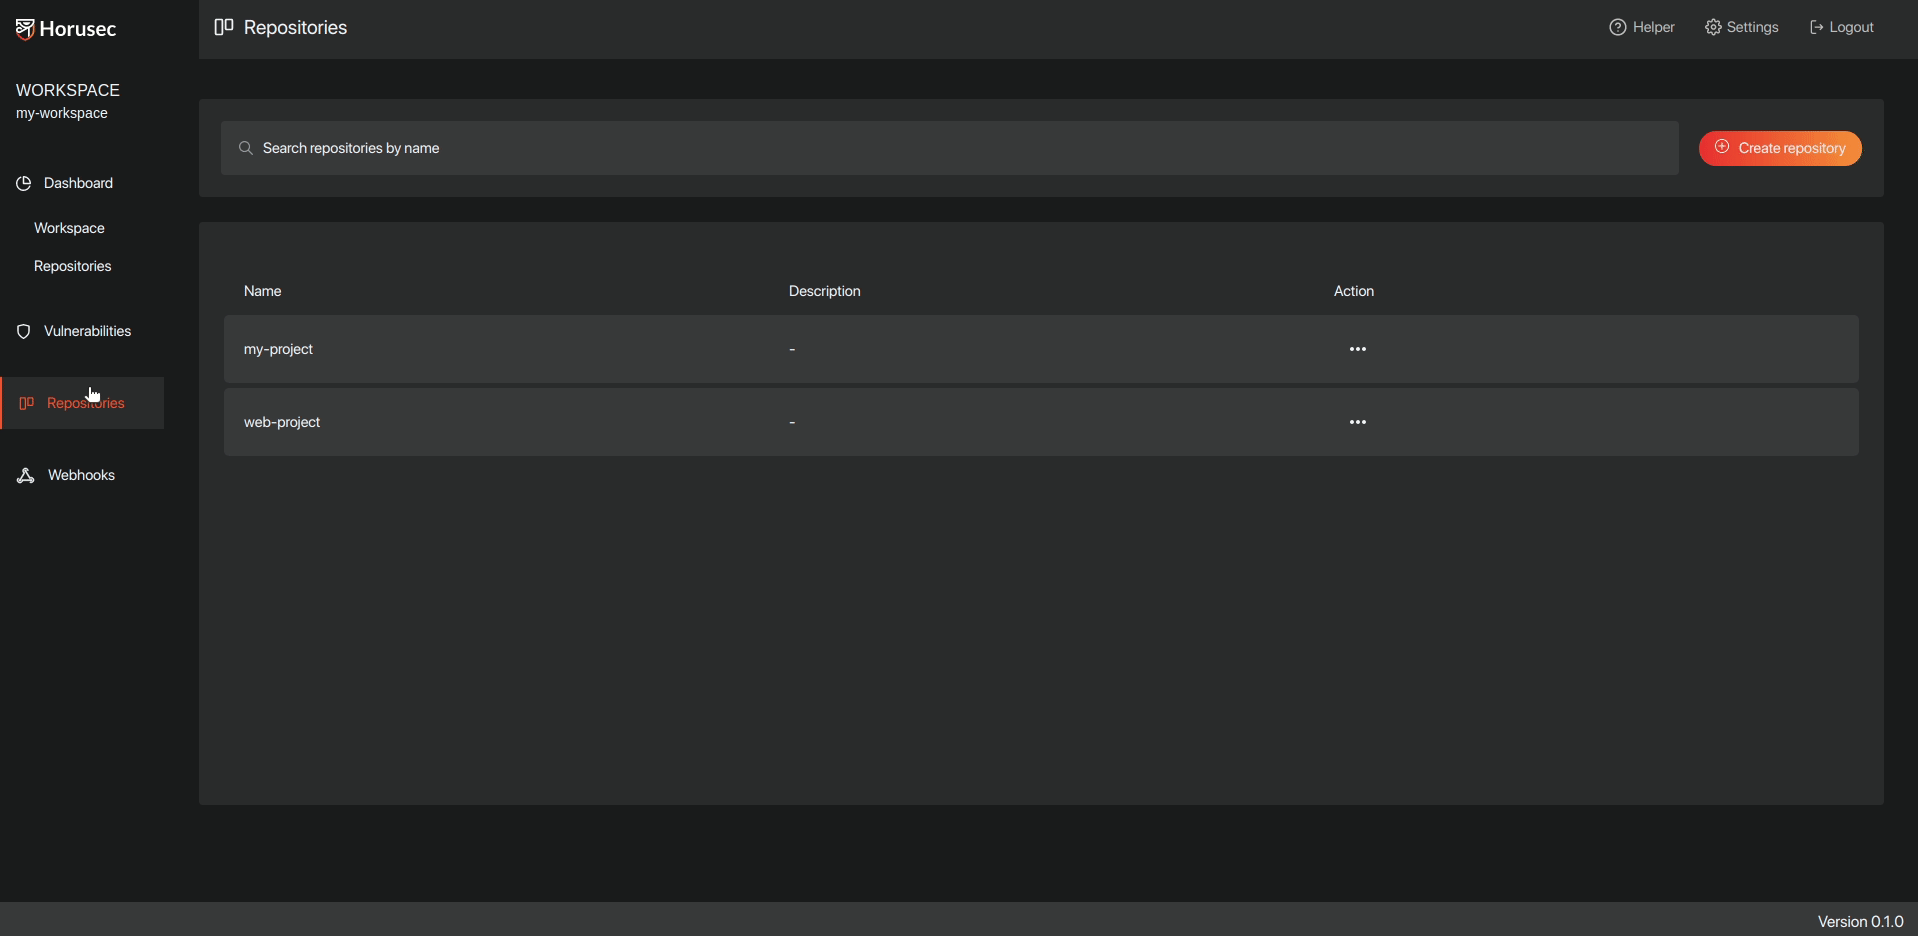 Horusec
Repositories
Helper
Settings
Logout
WORKSPACE
my-workspace
Search repositories by name
Create repository
Dashboard
Workspace
Repositories
Vulnerabilities
Repositories
Webhooks
Name Description Action
my-project - •••
web-project - •••
Version 0.1.0